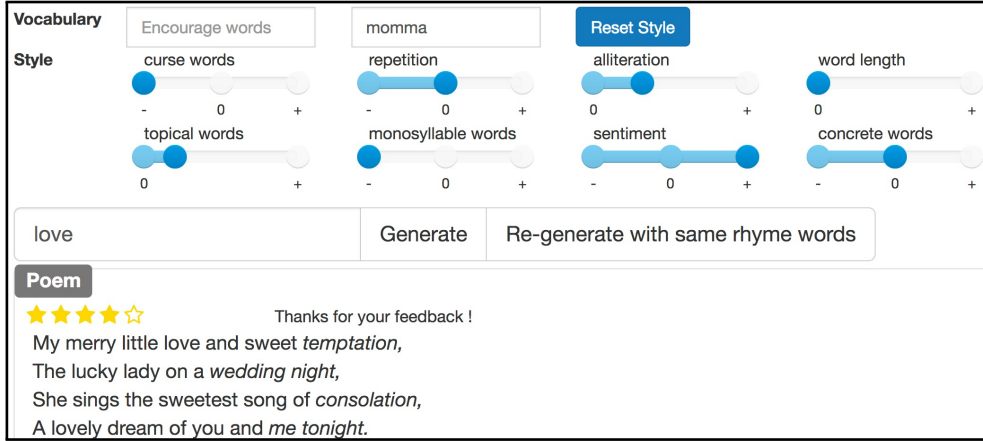 Vocabulary Encourage words momma Reset Style
Style curse words repetition alliteration word length
- 0 + - 0 + 0 + 0 +
topical words monosyllable words sentiment concrete words
0 + - 0 + - 0 + - 0 +
love Generate Re-generate with same rhyme words
Poem
Thanks for your feedback !
My merry little love and sweet temptation,
The lucky lady on a wedding night,
She sings the sweetest song of consolation,
A lovely dream of you and me tonight.